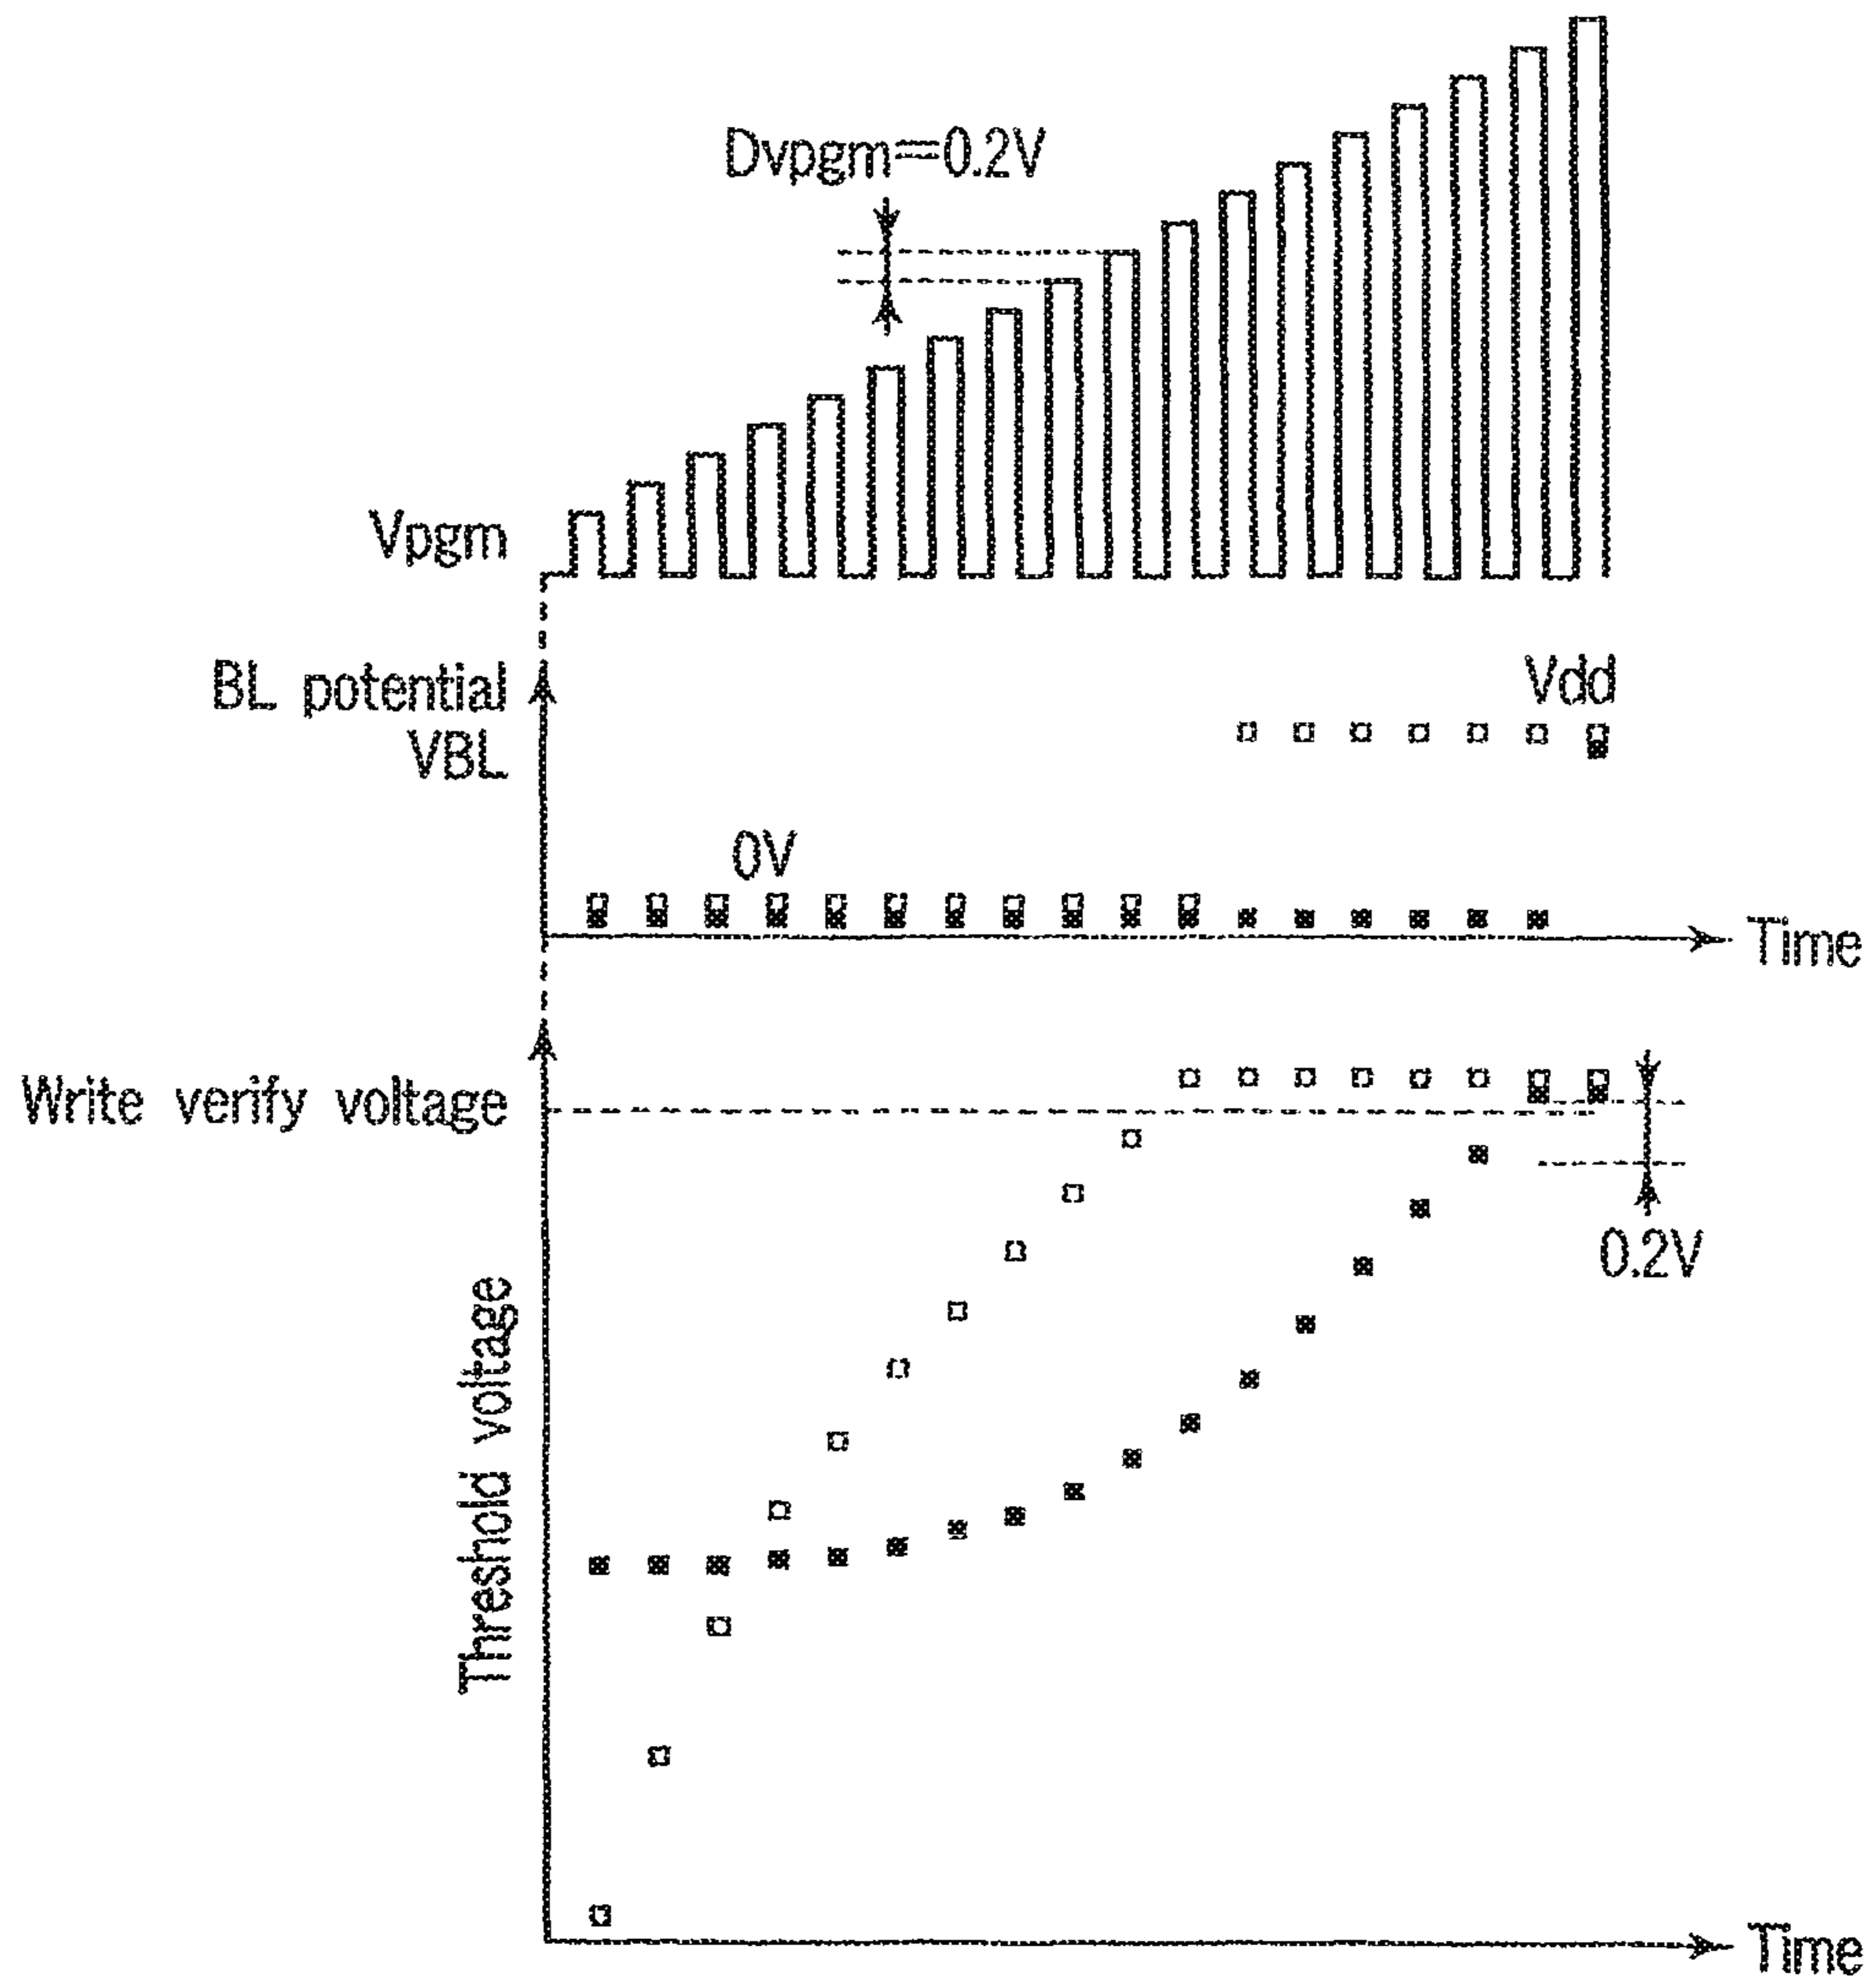 Dvpgm=0.2V
Vpgm
BL potential
VBL
Vdd
0V
Time
Write verify voltage
0.2V
Threshold voltage
Time